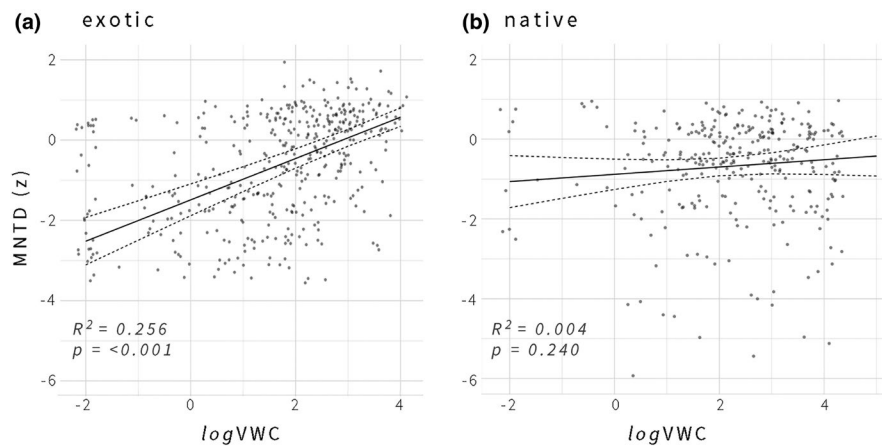 (a) exotic
(b) native
MNTD (z)
2
0
-2
-4
-6
R² = 0.256
p = <0.001
-2 0 2 4
logVWC
2
0
-2
-4
-6
R² = 0.004
p = 0.240
-2 0 2 4
logVWC